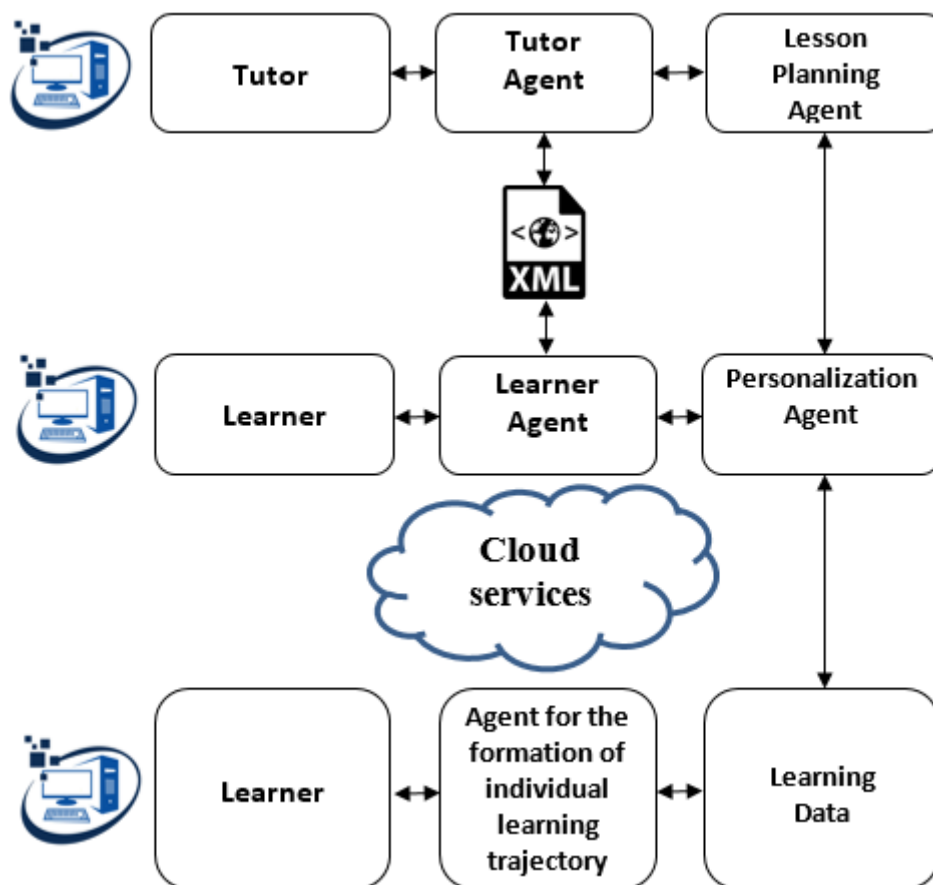 Tutor
Tutor
Agent
Lesson
Planning
Agent
< >
XML
Learner
Learner
Agent
Personalization
Agent
Cloud
services
Learner
Agent for the
formation of
individual
learning
trajectory
Learning
Data